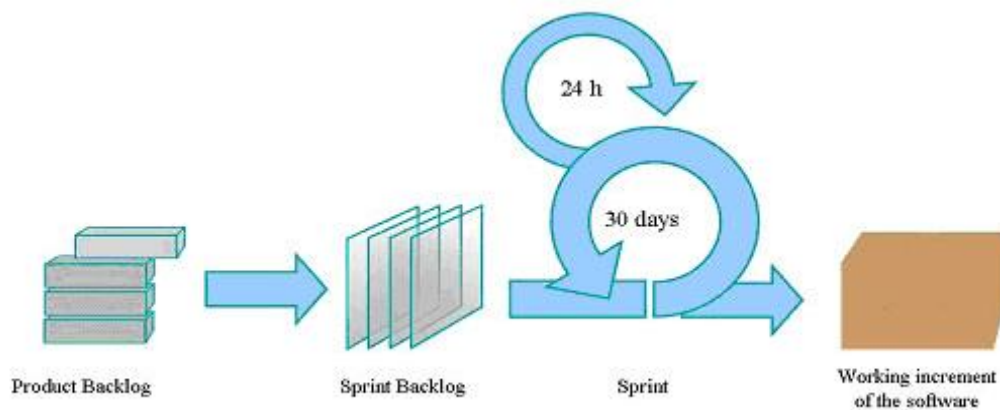 24 h
30 days
Product Backlog
Sprint Backlog
Sprint
Working increment
of the software